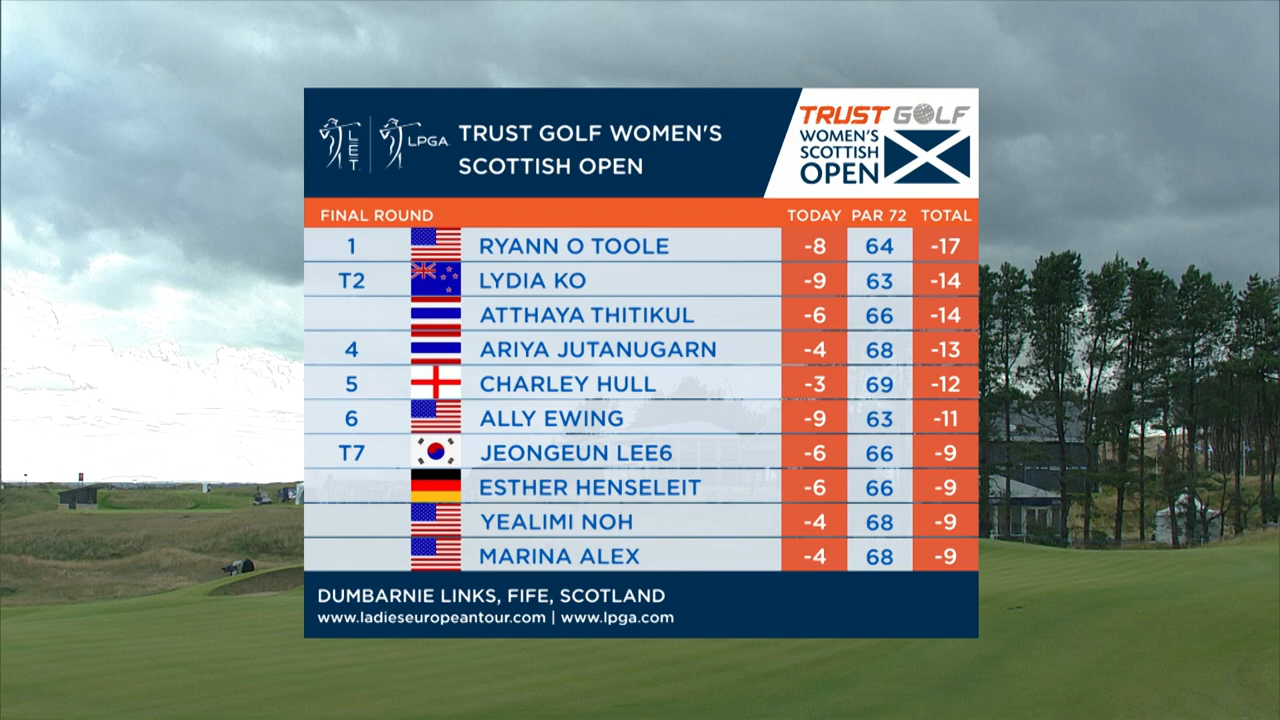 LET
LPGA
TRUST GOLF WOMEN'S
SCOTTISH OPEN
TRUST GOLF
WOMEN'S
SCOTTISH
OPEN
FINAL ROUND TODAY PAR 72 TOTAL
1 RYANN O TOOLE -8 64 -17
T2 LYDIA KO -9 63 -14
ATTHAYA THITIKUL -6 66 -14
4 ARIYA JUTANUGARN -4 68 -13
5 CHARLEY HULL -3 69 -12
6 ALLY EWING -9 63 -11
T7 JEONGEUN LEE6 -6 66 -9
ESTHER HENSELEIT -6 66 -9
YEALIMI NOH -4 68 -9
MARINA ALEX -4 68 -9
DUMBARNIE LINKS, FIFE, SCOTLAND
www.ladieseuropeantour.com | www.lpga.com